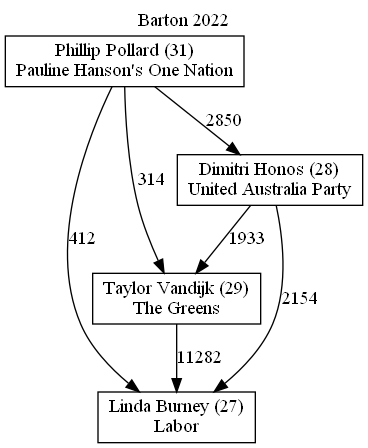 Barton 2022
Phillip Pollard (31)
Pauline Hanson's One Nation
2850
Dimitri Honos (28)
United Australia Party
314
412
1933
Taylor Vandijk (29)
The Greens
2154
11282
Linda Burney (27)
Labor